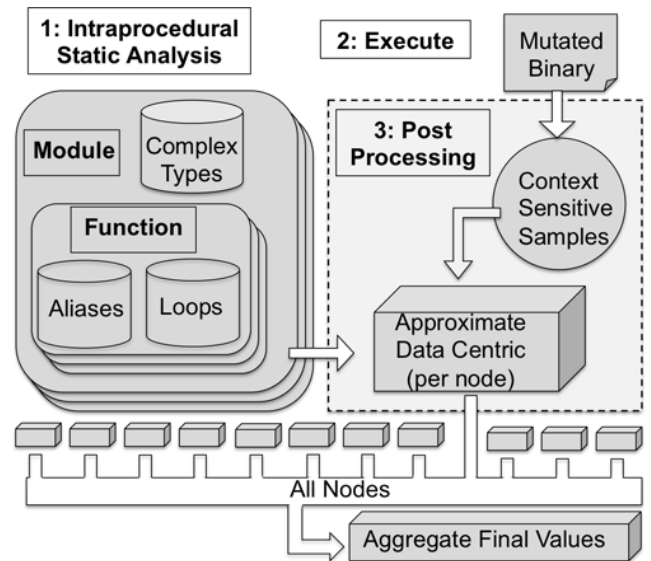 1: Intraprocedural
Static Analysis
2: Execute
Mutated
Binary
Module
Complex
Types
Function
Aliases
Loops
3: Post
Processing
Context
Sensitive
Samples
Approximate
Data Centric
(per node)
All Nodes
Aggregate Final Values